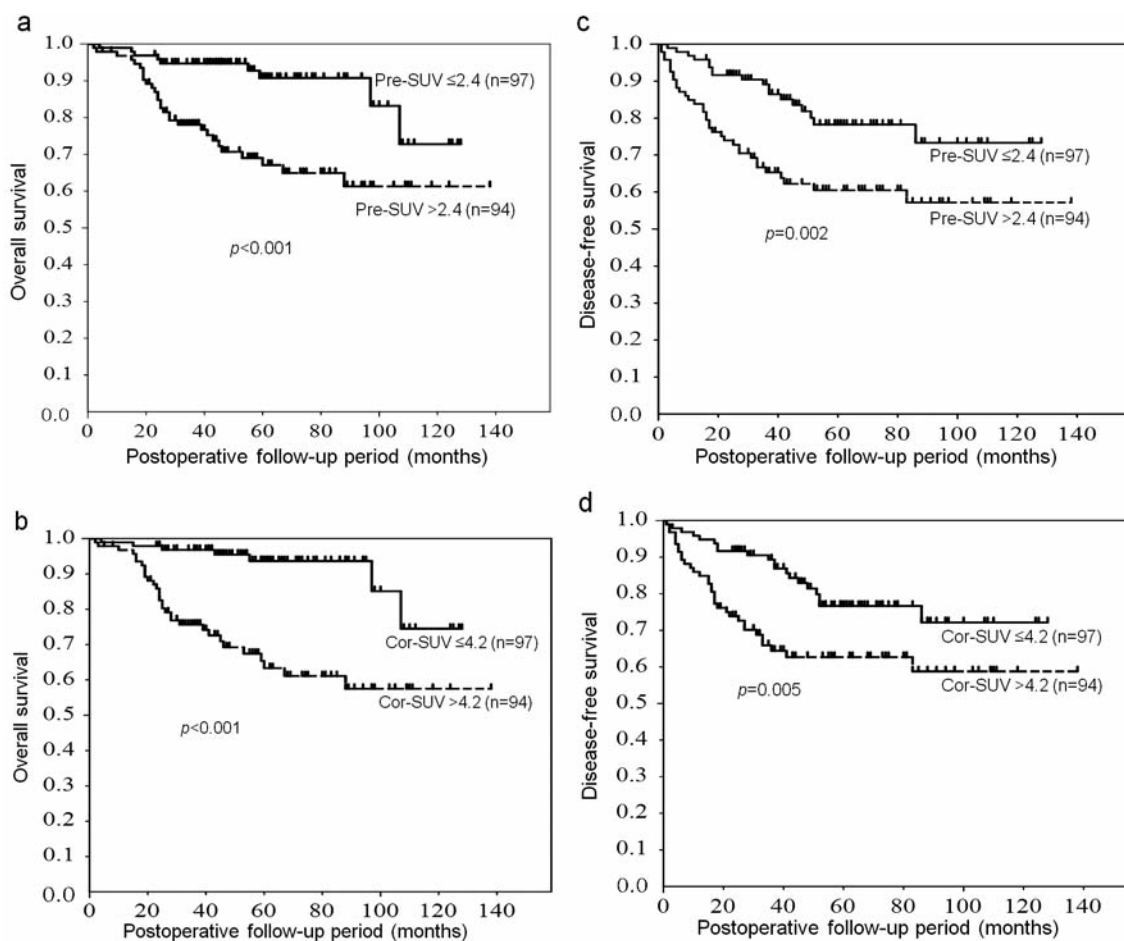 a
Overall survival
1.0
0.9
0.8
0.7
0.6
0.5
0.4
0.3
0.2
0.1
0.0
Pre-SUV ≤2.4 (n=97)
Pre-SUV >2.4 (n=94)
p<0.001
0 20 40 60 80 100 120 140
Postoperative follow-up period (months)
c
Disease-free survival
1.0
0.9
0.8
0.7
0.6
0.5
0.4
0.3
0.2
0.1
0.0
Pre-SUV ≤2.4 (n=97)
Pre-SUV >2.4 (n=94)
p=0.002
0 20 40 60 80 100 120 140
Postoperative follow-up period (months)
b
Overall survival
1.0
0.9
0.8
0.7
0.6
0.5
0.4
0.3
0.2
0.1
0.0
Cor-SUV ≤4.2 (n=97)
Cor-SUV >4.2 (n=94)
p<0.001
0 20 40 60 80 100 120 140
Postoperative follow-up period (months)
d
Disease-free survival
1.0
0.9
0.8
0.7
0.6
0.5
0.4
0.3
0.2
0.1
0.0
Cor-SUV ≤4.2 (n=97)
Cor-SUV >4.2 (n=94)
p=0.005
0 20 40 60 80 100 120 140
Postoperative follow-up period (months)